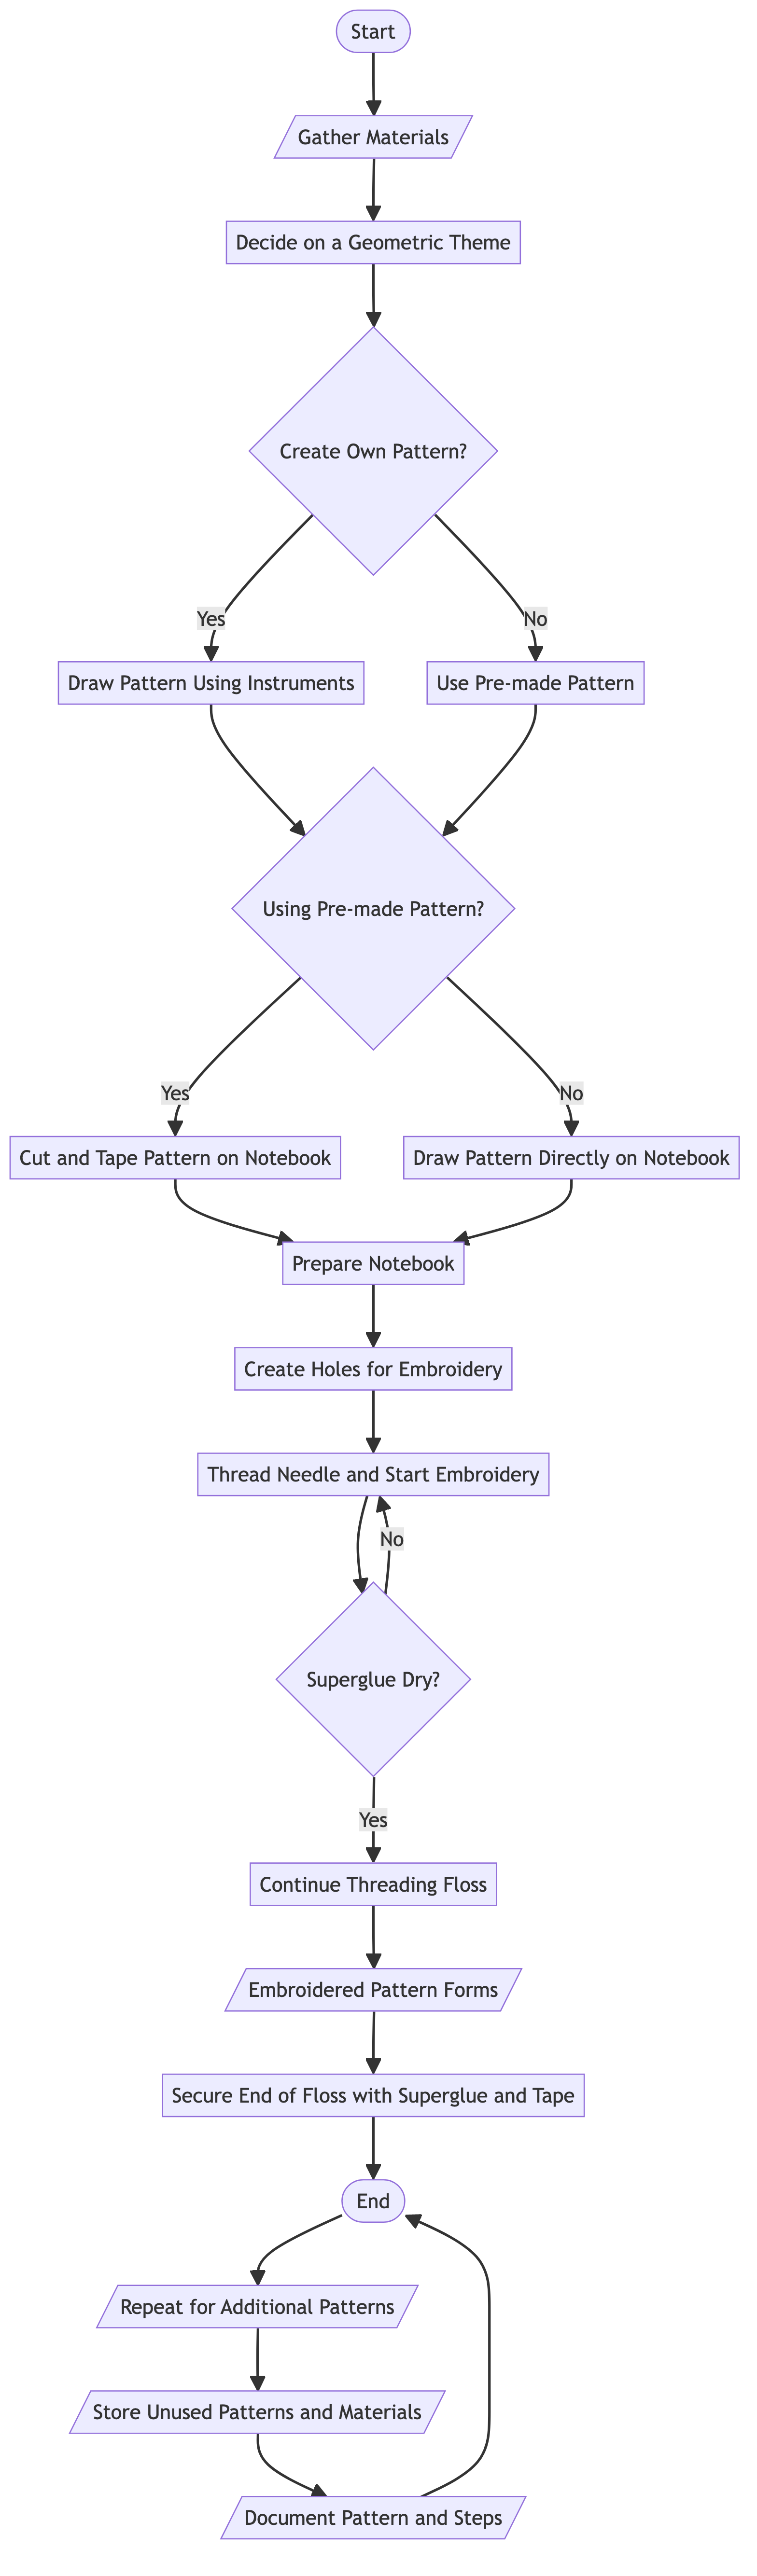 Start
Gather Materials
Decide on a Geometric Theme
Create Own Pattern?
Yes
No
Draw Pattern Using Instruments
Use Pre-made Pattern
Using Pre-made Pattern?
Yes
No
Cut and Tape Pattern on Notebook
Draw Pattern Directly on Notebook
Prepare Notebook
Create Holes for Embroidery
Thread Needle and Start Embroidery
No
Superglue Dry?
Yes
Continue Threading Floss
Embroidered Pattern Forms
Secure End of Floss with Superglue and Tape
End
Repeat for Additional Patterns
Store Unused Patterns and Materials
Document Pattern and Steps